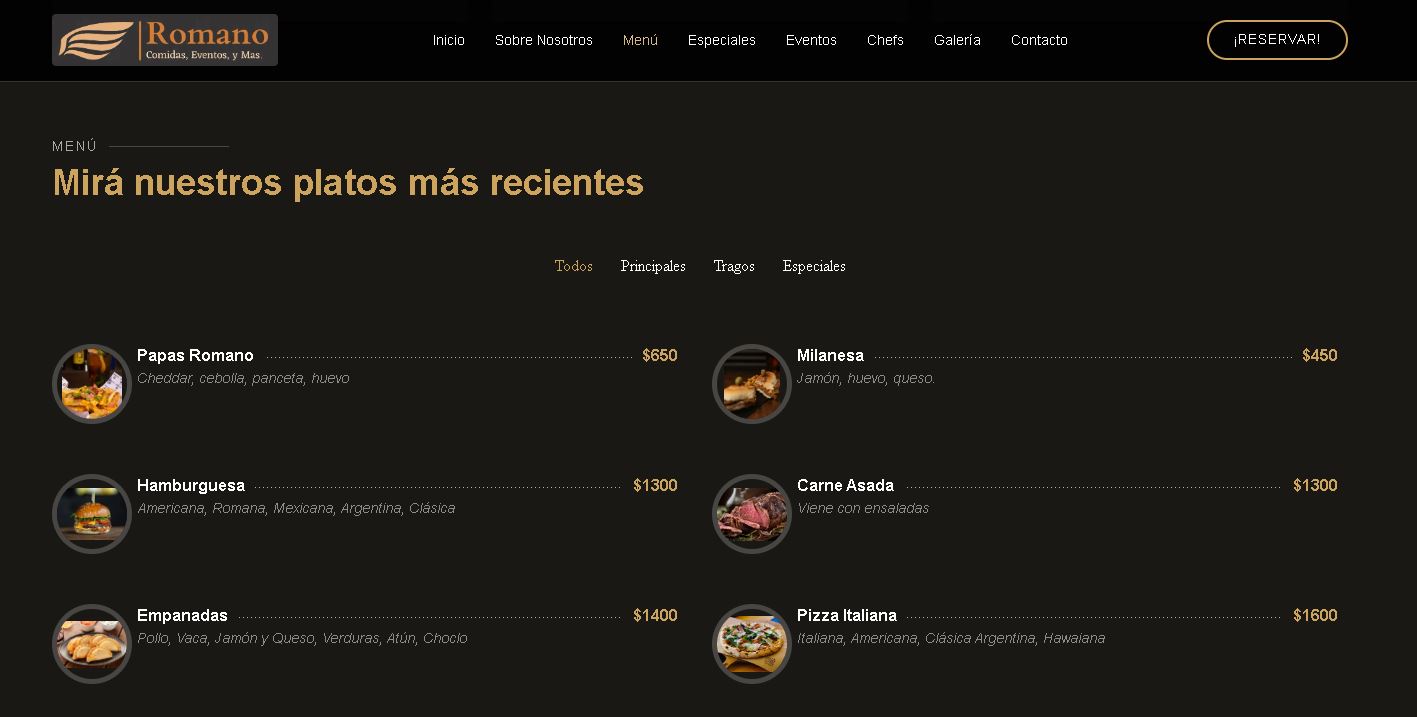 Romano
Comidas, Eventos, y Mas.
Inicio Sobre Nosotros Menú Especiales Eventos Chefs Galería Contacto
¡RESERVAR!
MENÚ
Mirá nuestros platos más recientes
Todos Principales Tragos Especiales
Papas Romano $650
Cheddar, cebolla, panceta, huevo
Milanesa $450
Jamón, huevo, queso.
Hamburguesa $1300
Americana, Romana, Mexicana, Argentina, Clásica
Carne Asada $1300
Viene con ensaladas
Empanadas $1400
Pollo, Vaca, Jamón y Queso, Verduras, Atún, Choclo
Pizza Italiana $1600
Italiana, Americana, Clásica Argentina, Hawaiana